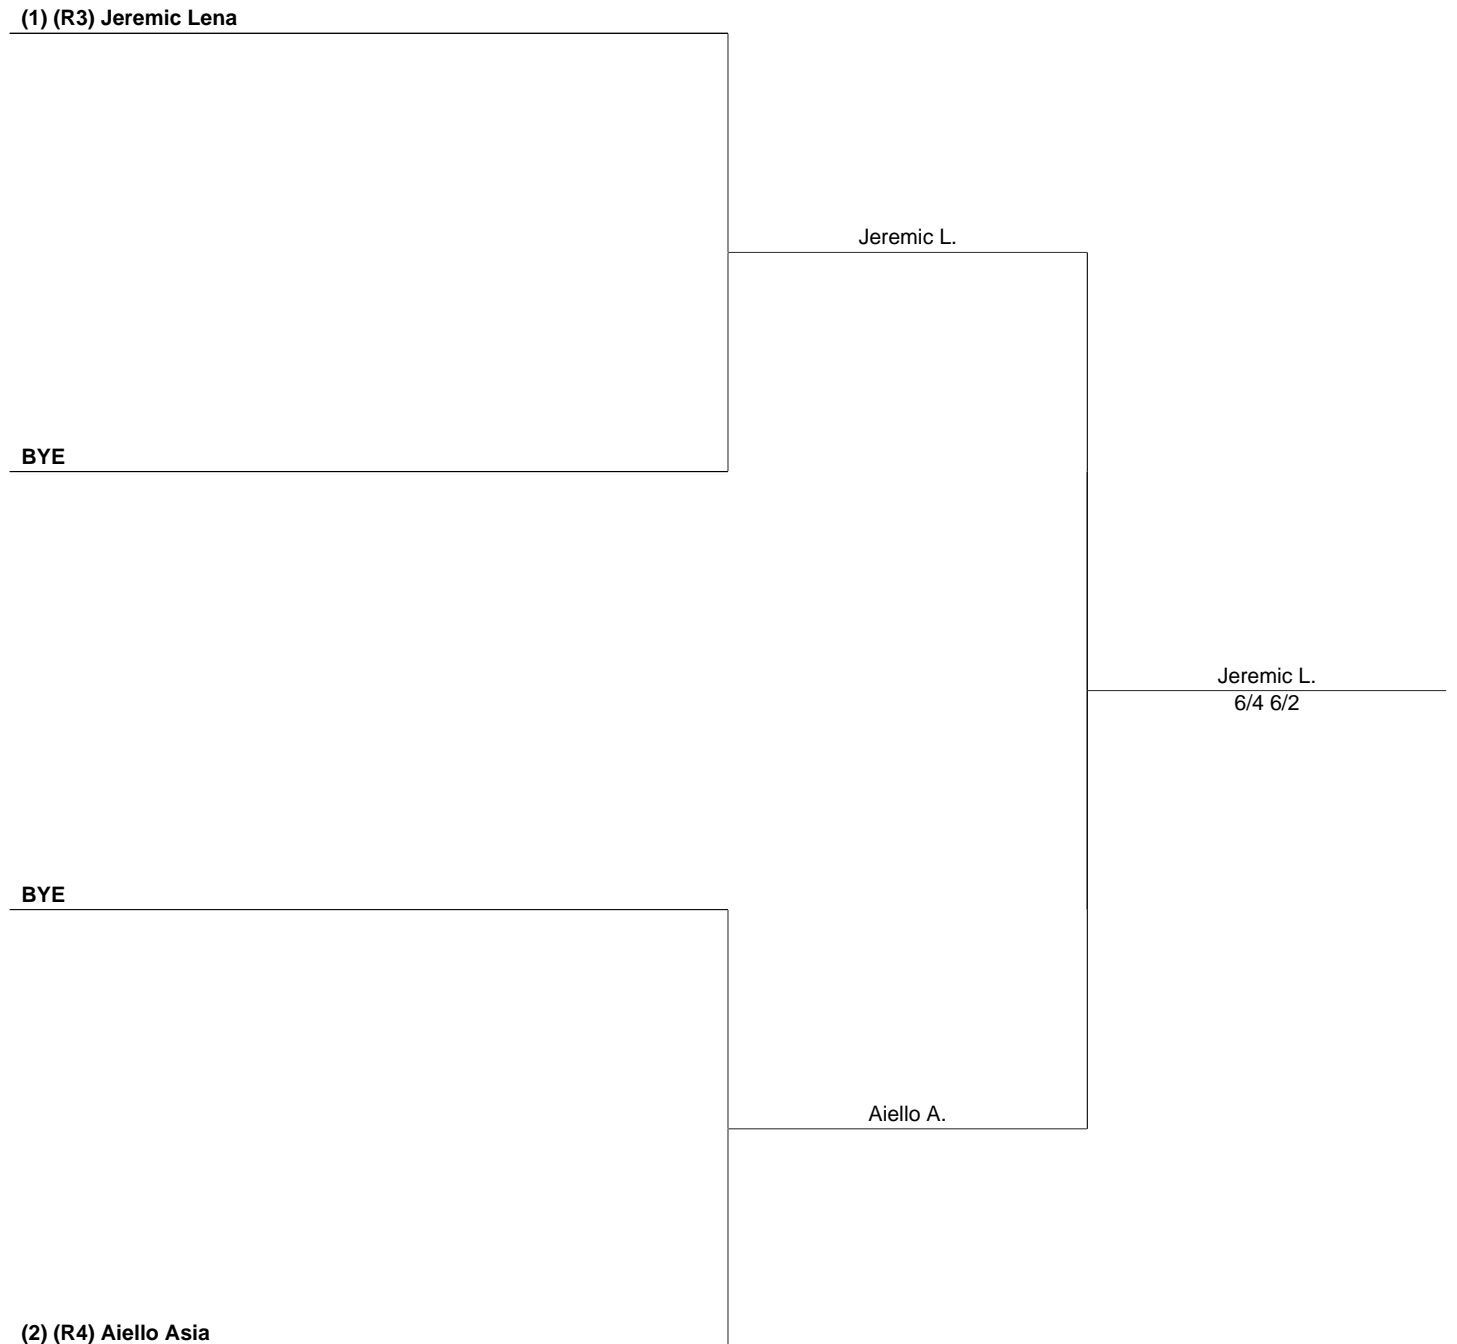 (1) (R3) Jeremic Lena
Jeremic L.
BYE
Jeremic L.
6/4 6/2
BYE
Aiello A.
(2) (R4) Aiello Asia